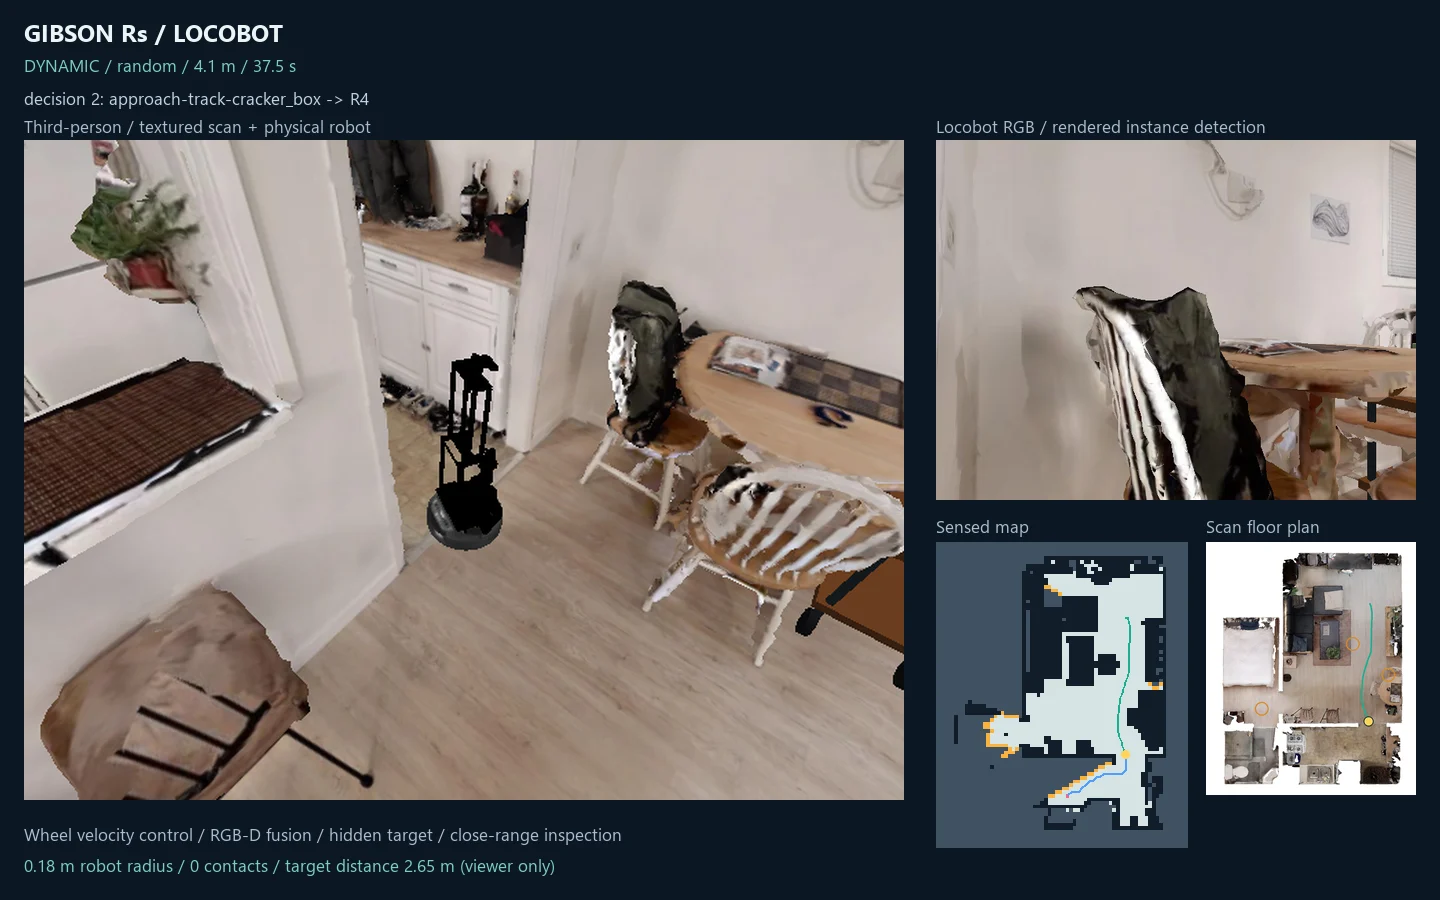 GIBSON Rs / LOCOBOT
DYNAMIC / random / 4.1 m / 37.5 s
decision 2: approach-track-cracker_box -> R4
Third-person / textured scan + physical robot
Locobot RGB / rendered instance detection
Sensed map
Scan floor plan
Wheel velocity control / RGB-D fusion / hidden target / close-range inspection
0.18 m robot radius / 0 contacts / target distance 2.65 m (viewer only)